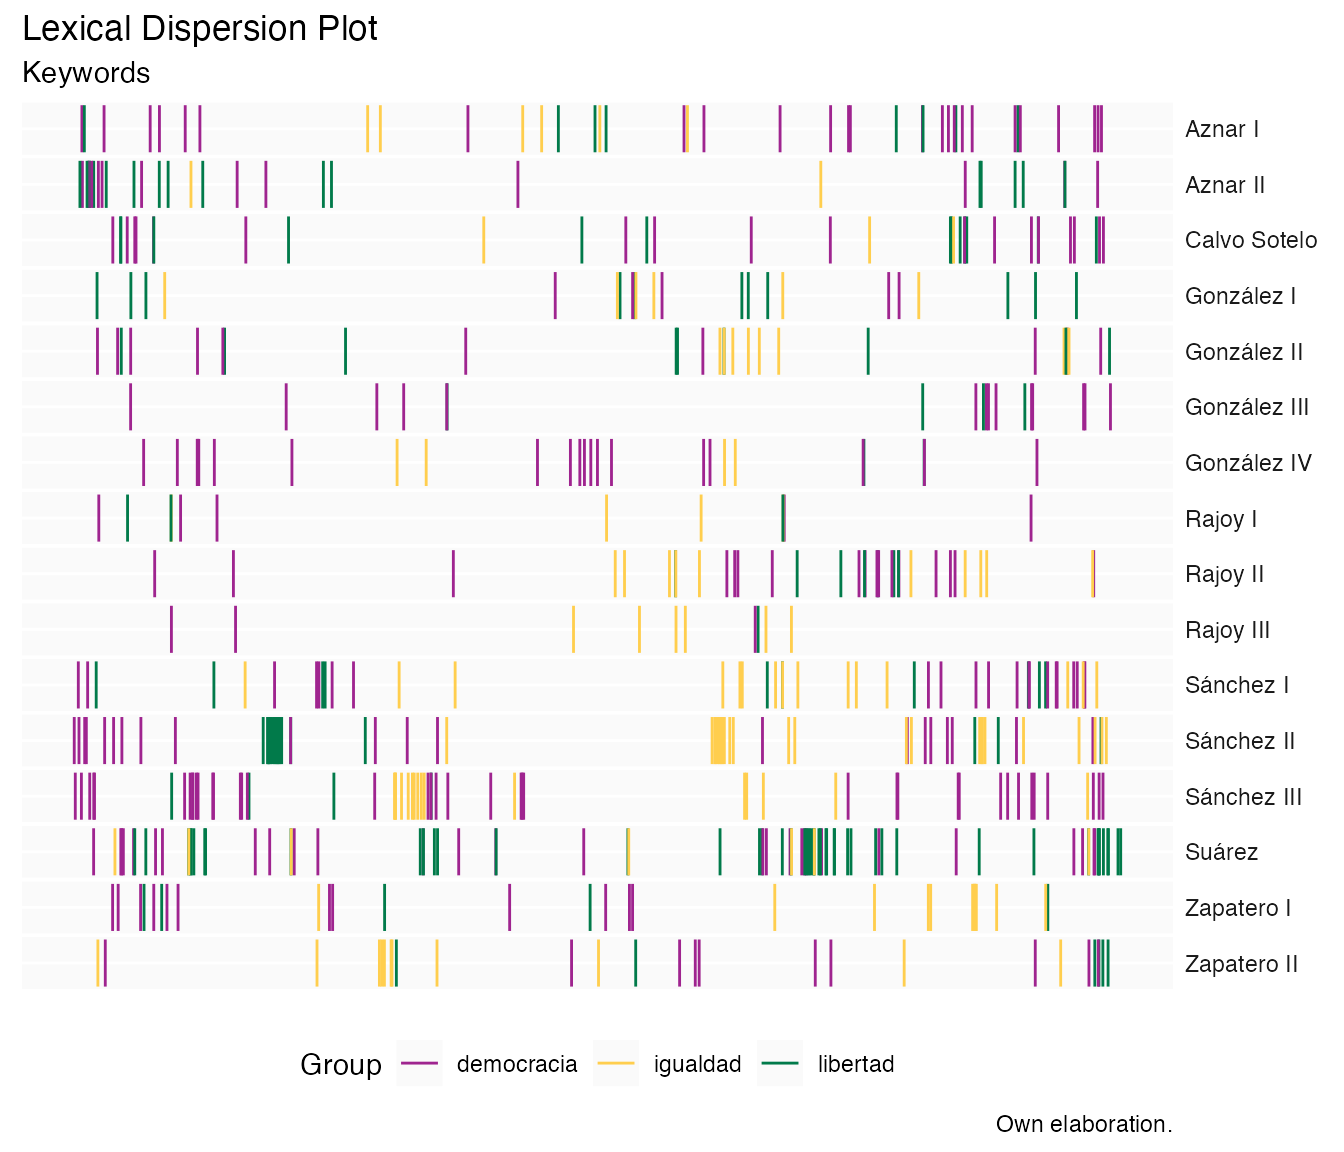 Lexical Dispersion Plot
Keywords
Aznar I
Aznar II
Calvo Sotelo
González I
González II
González III
González IV
Rajoy I
Rajoy II
Rajoy III
Sánchez I
Sánchez II
Sánchez III
Suárez
Zapatero I
Zapatero II
Group democracia igualdad libertad
Own elaboration.